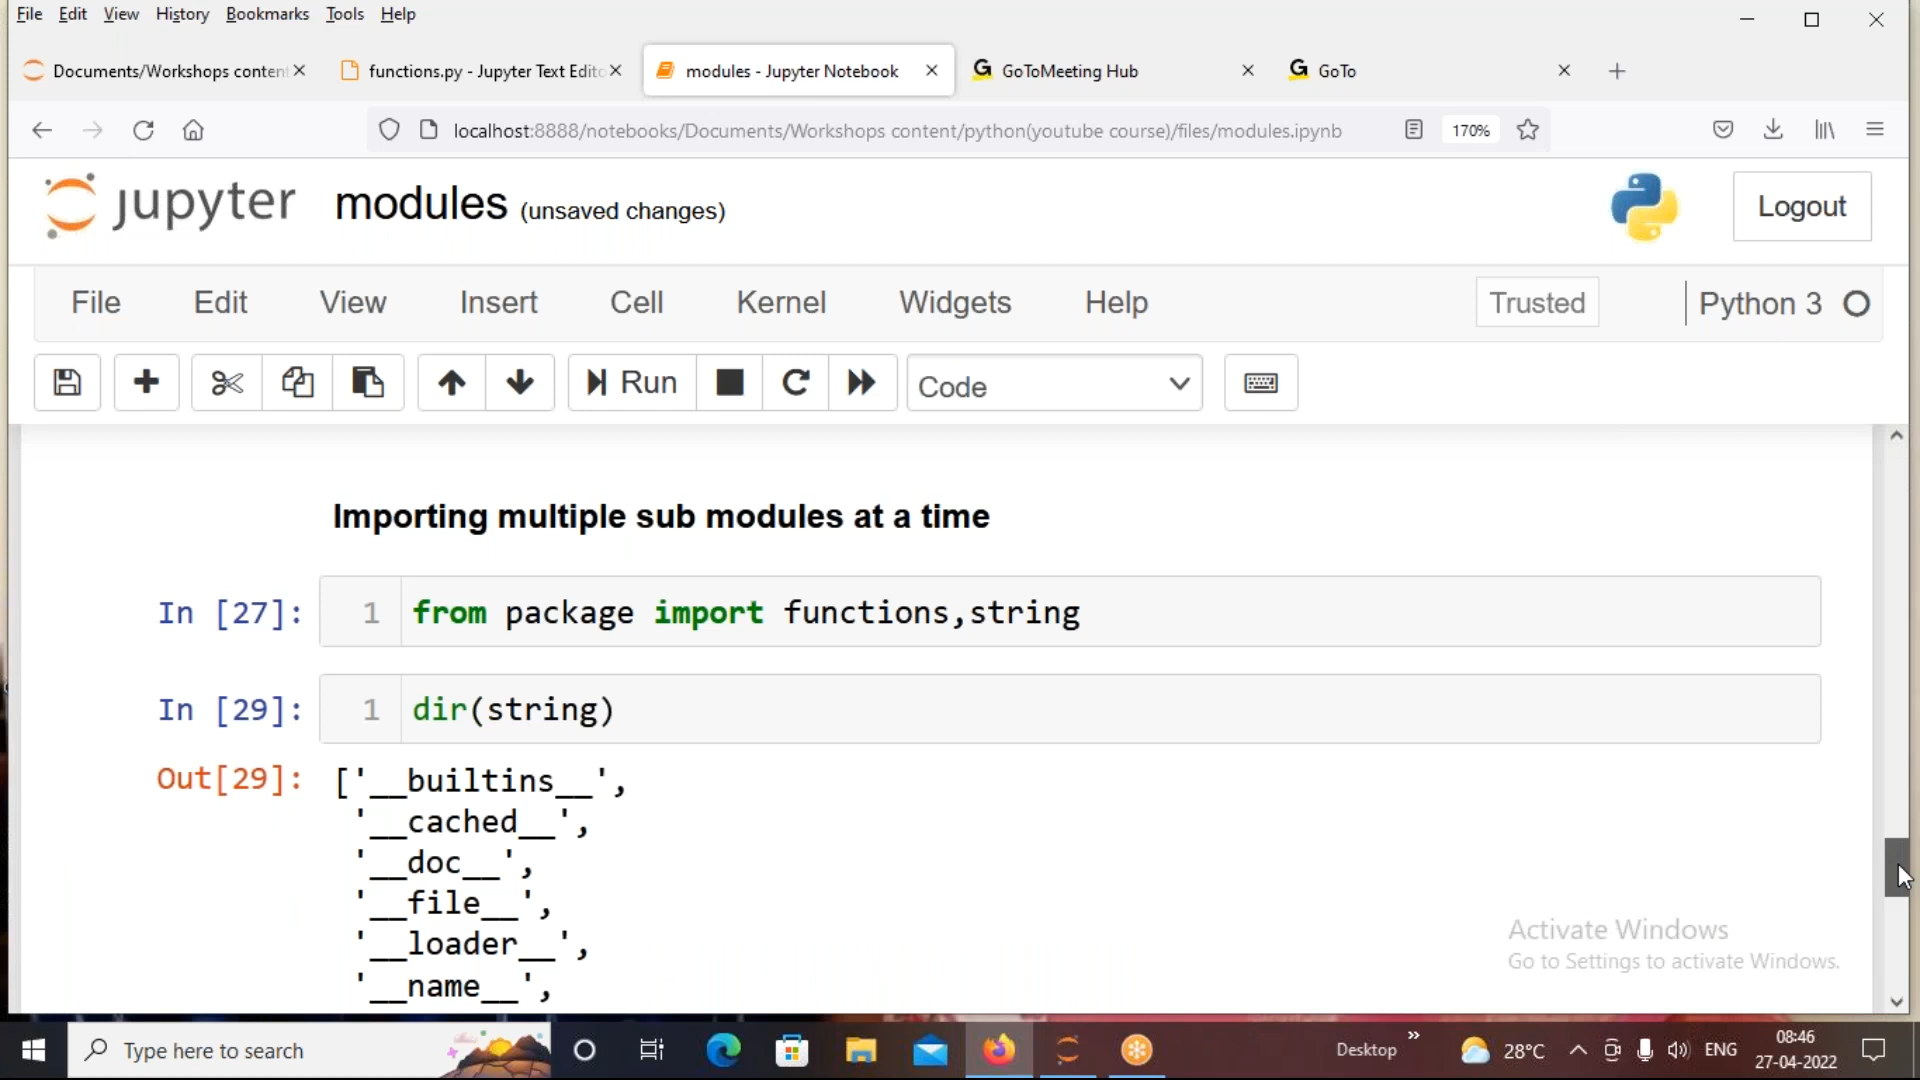 File Edit View History Bookmarks Tools Help
Documents/Workshops conten
functions.py - Jupyter Text Edito
modules - Jupyter Notebook
G GoToMeeting Hub
G GoTo
localhost:8888/notebooks/Documents/Workshops content/python(youtube course)/files/modules.ipynb
170%
jupyter modules (unsaved changes)
Logout
File Edit View Insert Cell Kernel Widgets Help
Trusted
Python 3
Run
Code
Importing multiple sub modules at a time
In [27]: 1 from package import functions,string
In [29]: 1 dir(string)
Out[29]: ['__builtins__',
'__cached__',
'__doc__',
'__file__',
'__loader__',
'__name__',
Activate Windows
Go to Settings to activate Windows.
Type here to search
Desktop
28°C
ENG
08:46
27-04-2022